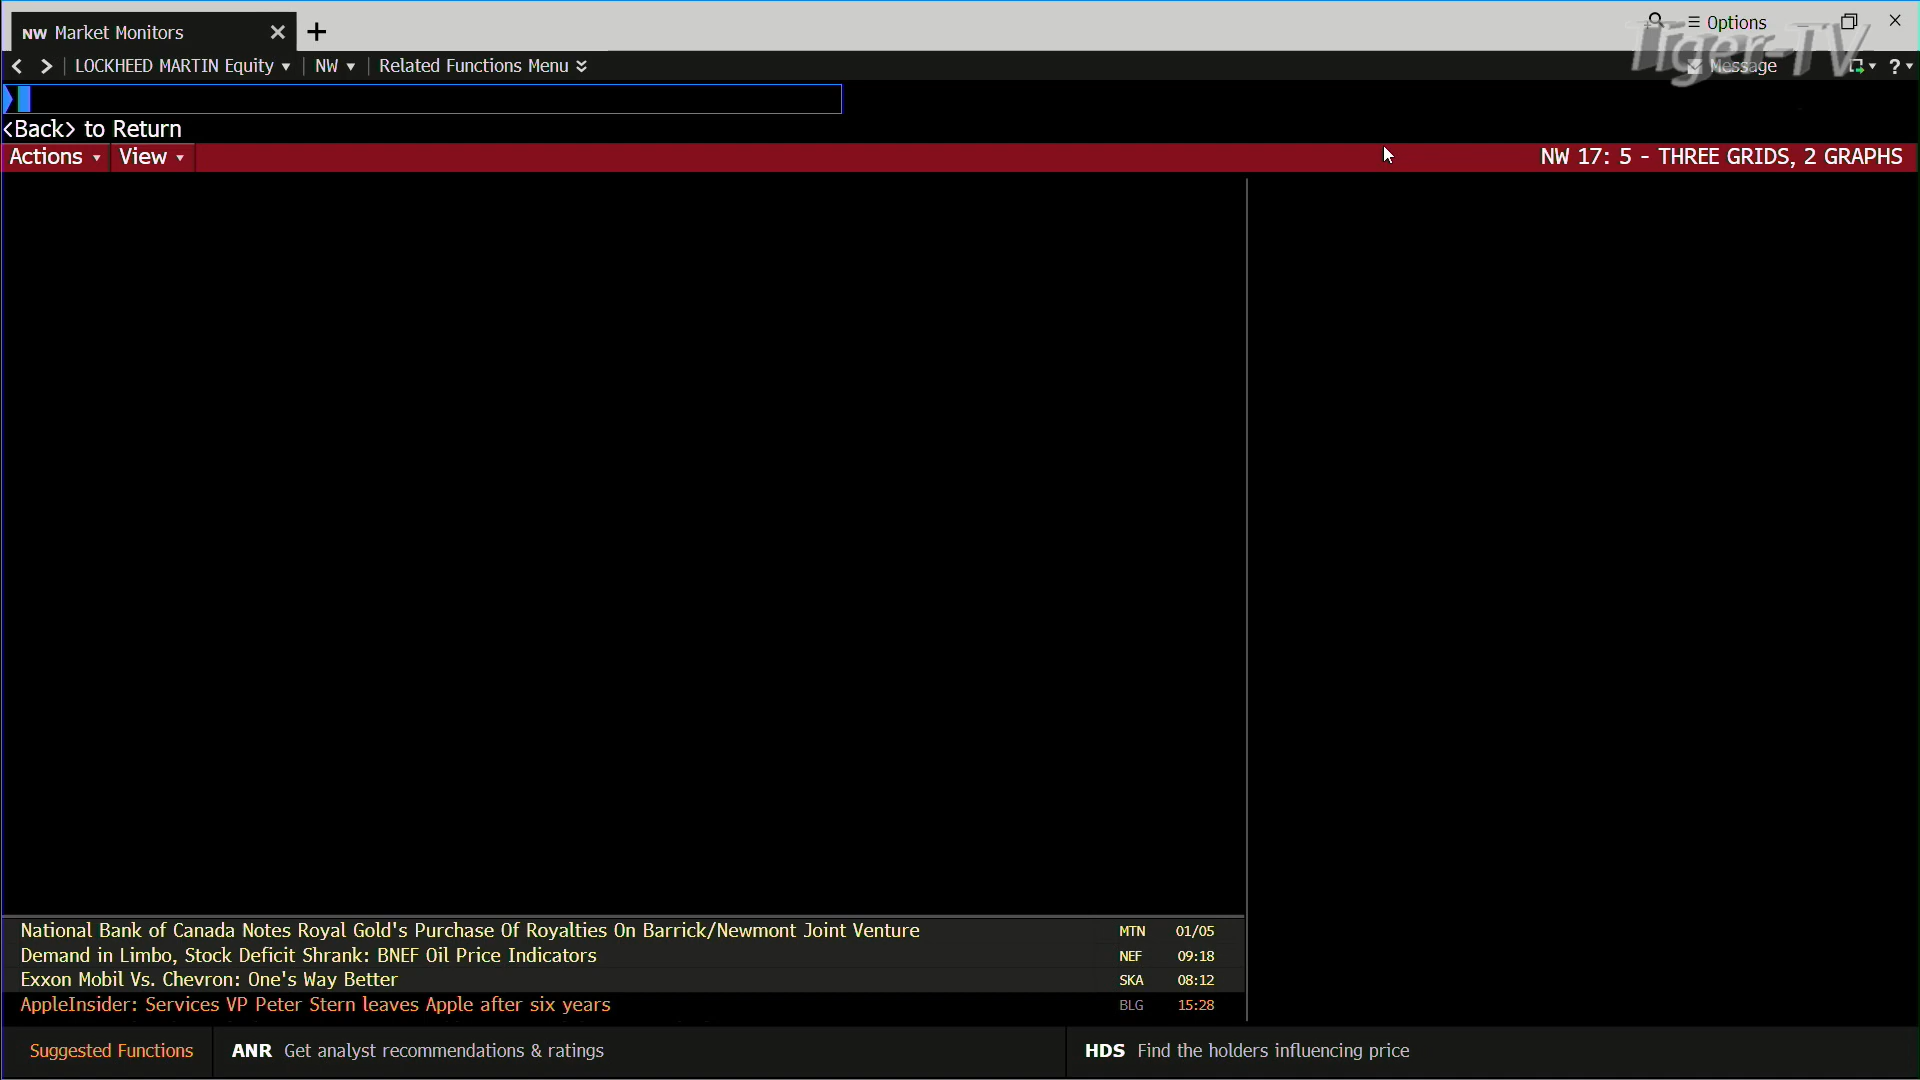 NW Market Monitors
Options
Tiger-TV
LOCKHEED MARTIN Equity NW Related Functions Menu Message ?
<Back> to Return
Actions View NW 17: 5 - THREE GRIDS, 2 GRAPHS
National Bank of Canada Notes Royal Gold's Purchase Of Royalties On Barrick/Newmont Joint Venture MTN 01/05
Demand in Limbo, Stock Deficit Shrank: BNEF Oil Price Indicators NEF 09:18
Exxon Mobil Vs. Chevron: One's Way Better SKA 08:12
AppleInsider: Services VP Peter Stern leaves Apple after six years BLG 15:28
Suggested Functions ANR Get analyst recommendations & ratings HDS Find the holders influencing price